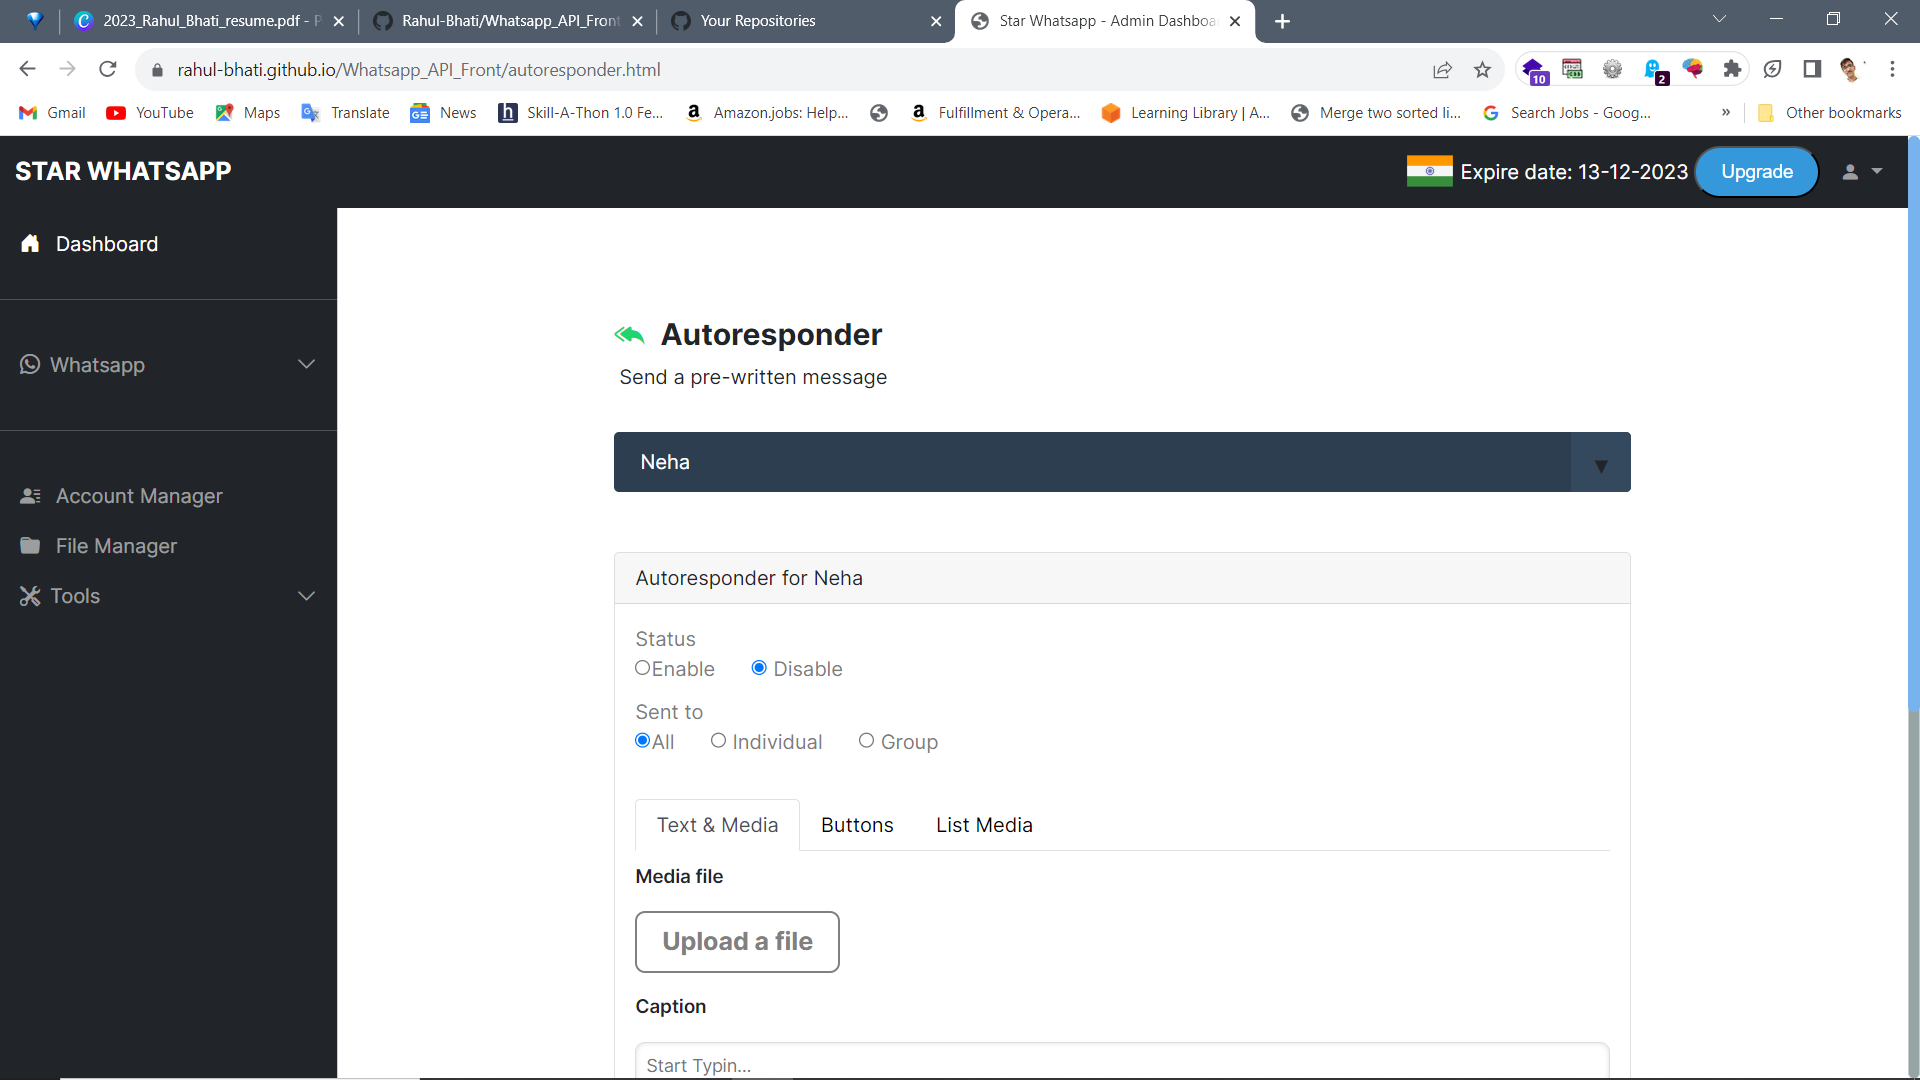 2023_Rahul_Bhati_resume.pdf - P
Rahul-Bhati/Whatsapp_API_Front
Your Repositories
Star Whatsapp - Admin Dashboa
rahul-bhati.github.io/Whatsapp_API_Front/autoresponder.html
10
2
Gmail
YouTube
Maps
Translate
News
Skill-A-Thon 1.0 Fe...
Amazon.jobs: Help...
Fulfillment & Opera...
Learning Library | A...
Merge two sorted li...
Search Jobs - Goog...
»
Other bookmarks
STAR WHATSAPP
Expire date: 13-12-2023
Upgrade
Dashboard
Whatsapp
Account Manager
File Manager
Tools
Autoresponder
Send a pre-written message
Neha
Autoresponder for Neha
Status
Enable Disable
Sent to
All Individual Group
Text & Media Buttons List Media
Media file
Upload a file
Caption
Start Typin...